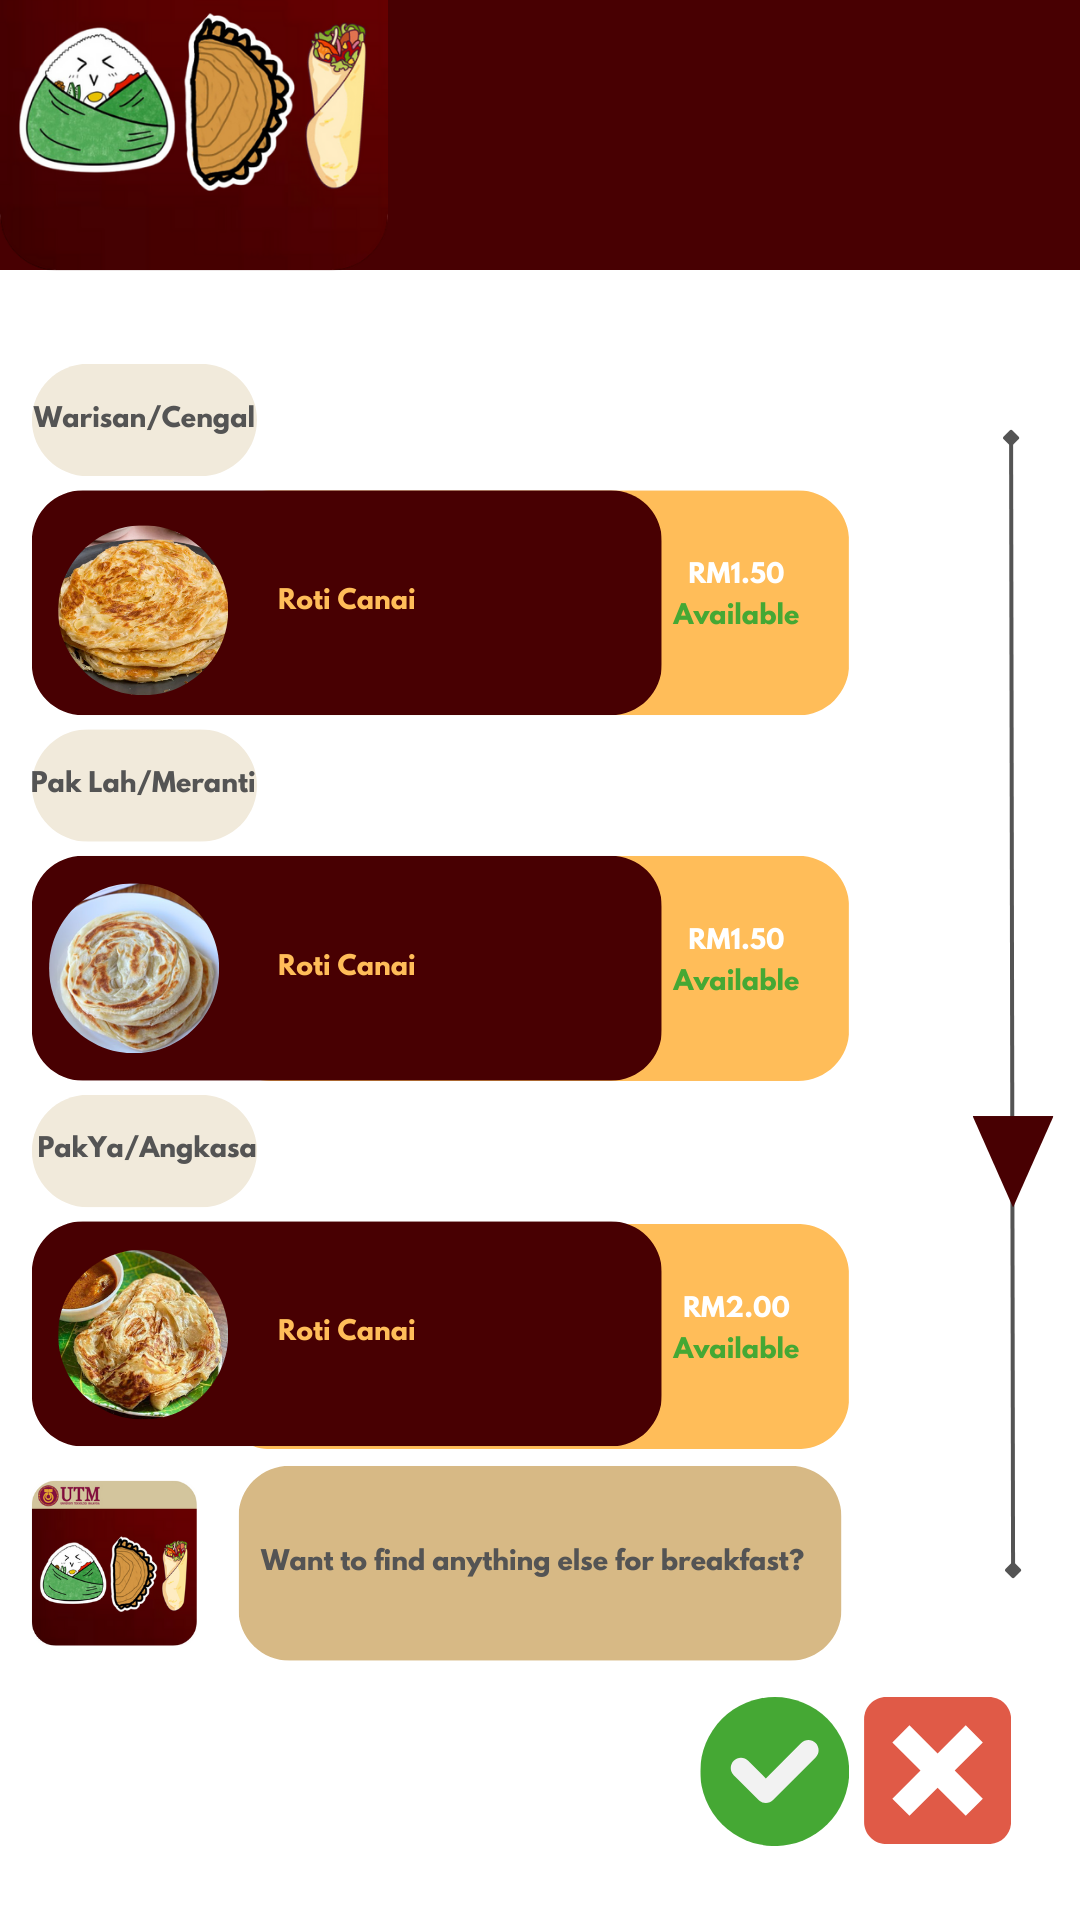 Warisan/Cengal
Roti Canai
RM1.50
Available
Pak Lah/Meranti
Roti Canai
RM1.50
Available
PakYa/Angkasa
Roti Canai
RM2.00
Available
UTM
Want to find anything else for breakfast?